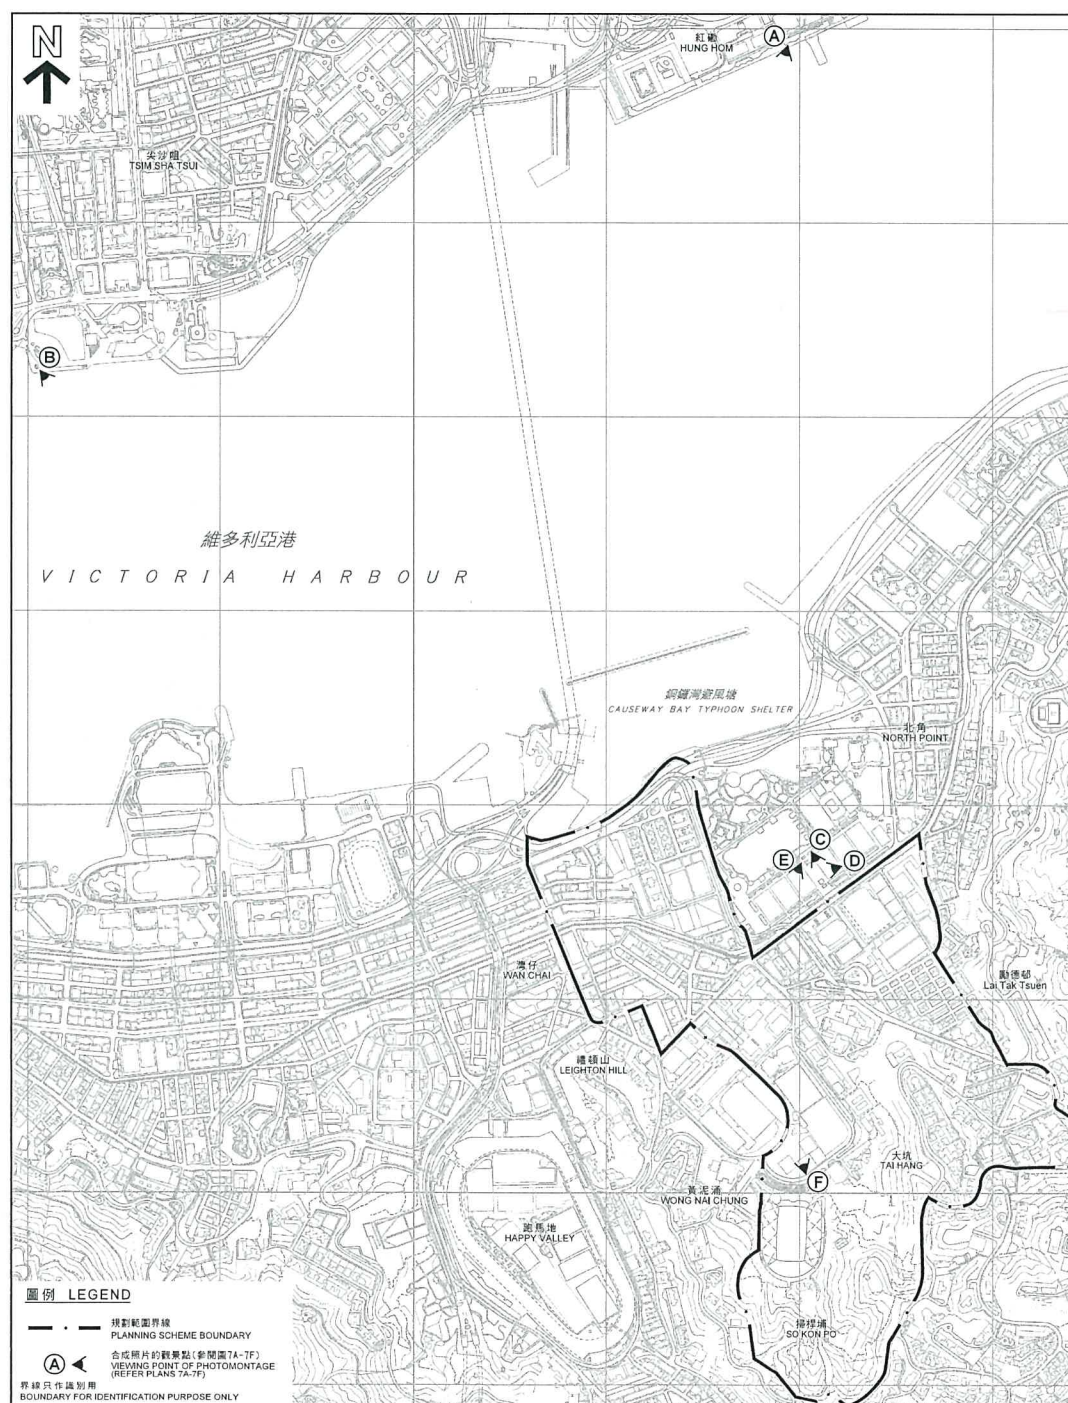 N
紅磡
HUNG HOM
A
尖沙咀
TSIM SHA TSUI
B
維多利亞港
VICTORIA HARBOUR
銅鑼灣避風塘
CAUSEWAY BAY TYPHOON SHELTER
北角
NORTH POINT
C
E
D
灣仔
WAN CHAI
勵德邨
Lai Tak Tsuen
禮頓山
LEIGHTON HILL
大坑
TAI HANG
F
黃泥涌
WONG NAI CHUNG
跑馬地
HAPPY VALLEY
掃桿埔
SO KON PO
圖例 LEGEND
規劃範圍界線
PLANNING SCHEME BOUNDARY
A
合成照片的觀景點(參閱圖7A-7F)
VIEWING POINT OF PHOTOMONTAGE
(REFER PLANS 7A-7F)
界線只作識別用
BOUNDARY FOR IDENTIFICATION PURPOSE ONLY